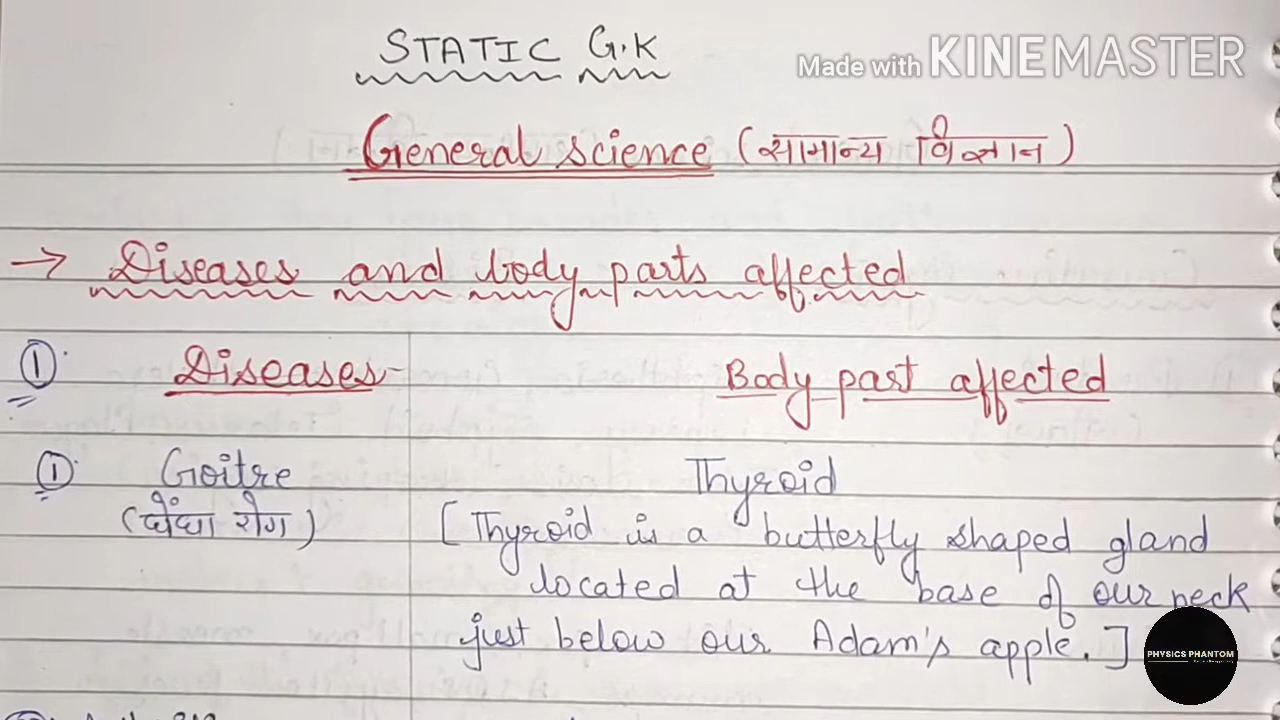 STATIC G.K
Made with KINEMASTER
General science (सामान्य विज्ञान)
→ Diseases and body parts affected
① Diseases- Body part affected
① Goitre Thyroid
(घेंघा रोग) [Thyroid is a butterfly shaped gland
located at the base of our neck
just below our Adam's apple.]
PHYSICS PHANTOM